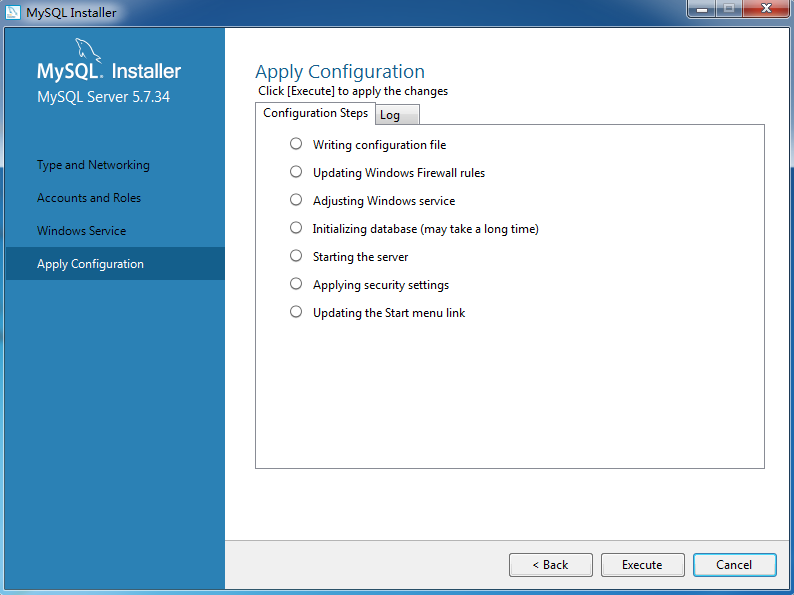 MySQL Installer
MySQL. Installer
MySQL Server 5.7.34
Type and Networking
Accounts and Roles
Windows Service
Apply Configuration
Apply Configuration
Click [Execute] to apply the changes
Configuration Steps
Log
Writing configuration file
Updating Windows Firewall rules
Adjusting Windows service
Initializing database (may take a long time)
Starting the server
Applying security settings
Updating the Start menu link
< Back
Execute
Cancel